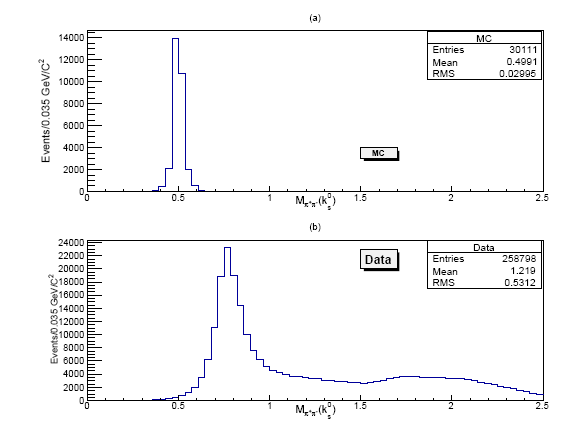 (a)
MC
Entries 30111
Mean 0.4991
RMS 0.02995
Events/0.035 GeV/C²
14000
12000
10000
8000
6000
4000
2000
0
MC
0 0.5 1 1.5 2 2.5
M_π⁺π⁻(k⁰ₛ)
(b)
Data
Entries 258798
Mean 1.219
RMS 0.5312
Events/0.035 GeV/C²
24000
22000
20000
18000
16000
14000
12000
10000
8000
6000
4000
2000
0
Data
0 0.5 1 1.5 2 2.5
M_π⁺π⁻(k⁰ₛ)